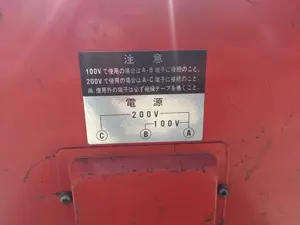 注意
100Vで使用の場合はA-B端子に接続のこと。
200Vで使用の場合はA-C端子に接続のこと。
尚、使用外の端子は必ず絶縁テープを巻くこと。
電源
200V
100V
C B A